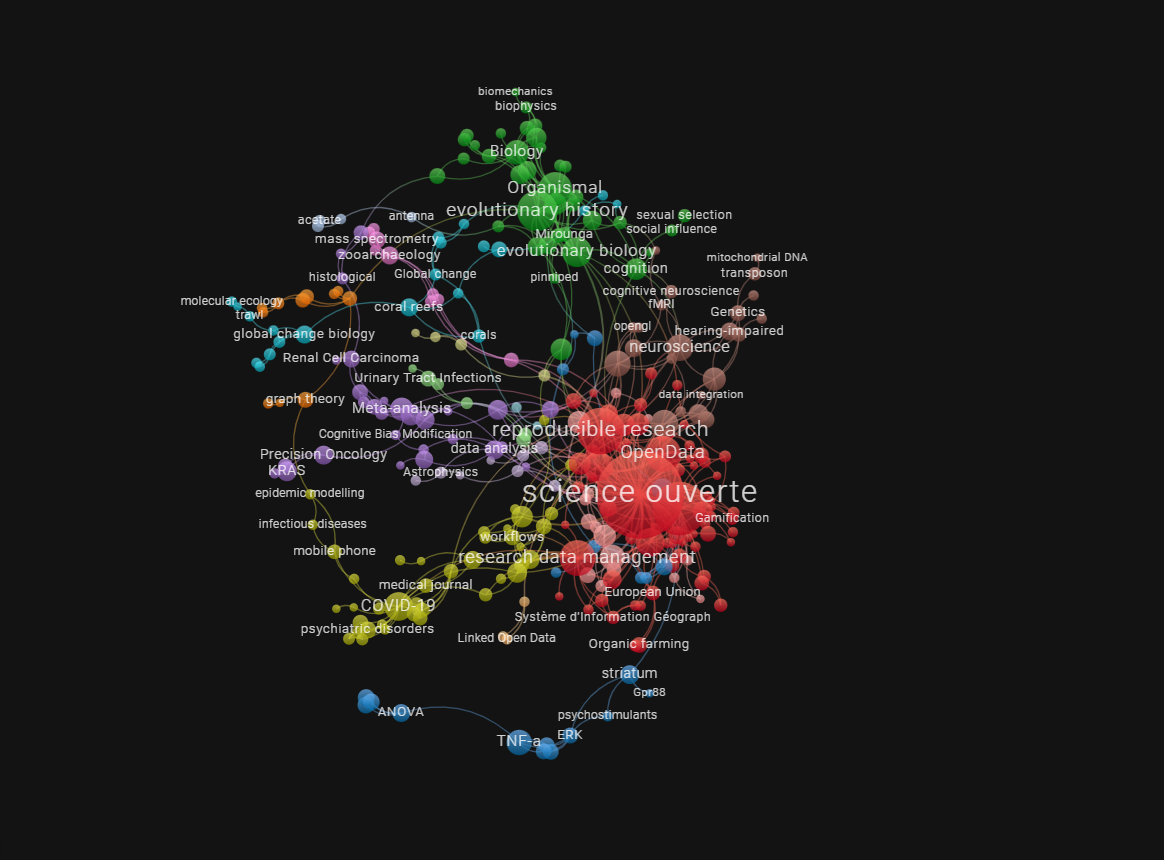 biomechanics
biophysics
Biology
Organismal
evolutionary history
sexual selection
acetate
antenna
social influence
Mirounga
mass spectrometry
evolutionary biology
zooarchaeology
mitochondrial DNA
cognition
transposon
Global change
histological
pinniped
cognitive neuroscience
molecular ecology
fMRI
coral reefs
Genetics
trawl
opengl
hearing-impaired
global change biology
corals
neuroscience
Renal Cell Carcinoma
Urinary Tract Infections
data integration
graph theory
Meta-analysis
reproducible research
Cognitive Bias Modification
data analysis
OpenData
Precision Oncology
KRAS
Astrophysics
science ouverte
epidemic modelling
Gamification
infectious diseases
workflows
mobile phone
research data management
medical journal
European Union
COVID-19
Système d'Information Géograph
psychiatric disorders
Linked Open Data
Organic farming
striatum
Gpr88
ANOVA
psychostimulants
TNF-a
ERK